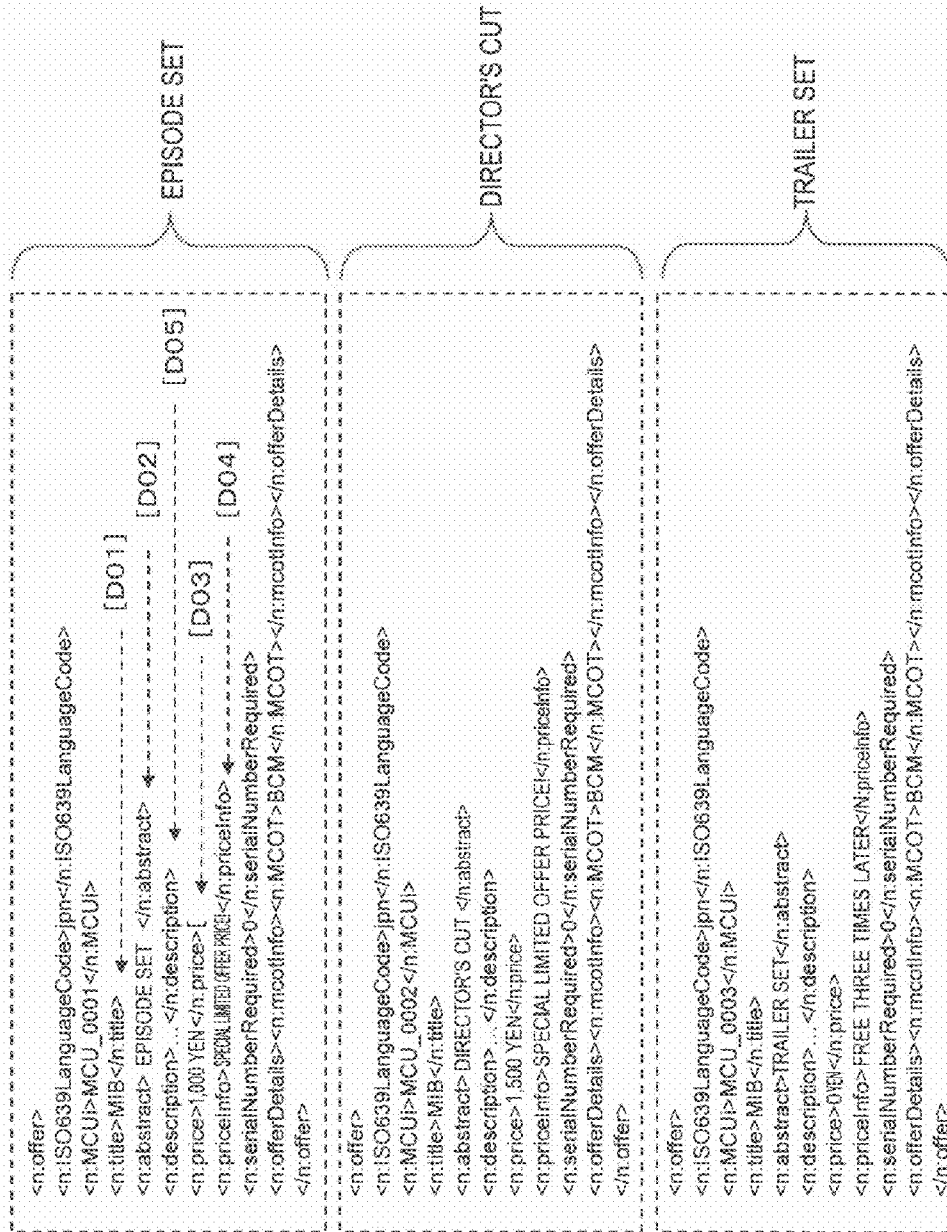 <n:offer>
<n:ISO639LanguageCode>jpn</n:ISO639LanguageCode>
<n:MCUi>MCU_0001</n:MCUi>
<n:title>MIB</n:title> [D01]
<n:abstract> EPISODE SET </n:abstract> [D02]
<n:description>...</n:description> [D05]
<n:price>1,000 YEN</n:price>[ [D03]
<n:priceInfo>SPECIAL LIMITED OFFER PRICE!</n:priceInfo> [D04]
<n:serialNumberRequired>0</n:serialNumberRequired>
<n:offerDetails><n:mcotInfo><n:MCOT>BCM</n:MCOT></n:mcotInfo></n:offerDetails>
</n:offer>
EPISODE SET
<n:offer>
<n:ISO639LanguageCode>jpn</n:ISO639LanguageCode>
<n:MCUi>MCU_0002</n:MCUi>
<n:title>MIB</n:title>
<n:abstract>DIRECTOR'S CUT </n:abstract>
<n:description>...</n:description>
<n:price>1,500 YEN</n:price>
<n:priceInfo>SPECIAL LIMITED OFFER PRICE!</n:priceInfo>
<n:serialNumberRequired>0</n:serialNumberRequired>
<n:offerDetails><n:mcotInfo><n:MCOT>BCM</n:MCOT></n:mcotInfo></n:offerDetails>
</n:offer>
DIRECTOR'S CUT
<n:offer>
<n:ISO639LanguageCode>jpn</n:ISO639LanguageCode>
<n:MCUi>MCU_0003</n:MCUi>
<n:title>MIB</n:title>
<n:abstract>TRAILER SET</n:abstract>
<n:description>...</n:description>
<n:price>0YEN</n:price>
<n:priceInfo>FREE THREE TIMES LATER</N:priceInfo>
<n:serialNumberRequired>0</n:serialNumberRequired>
<n:offerDetails><n:mcotInfo><n:MCOT>BCM</n:MCOT></n:mcotInfo></n:offerDetails>
</n:offer>
TRAILER SET